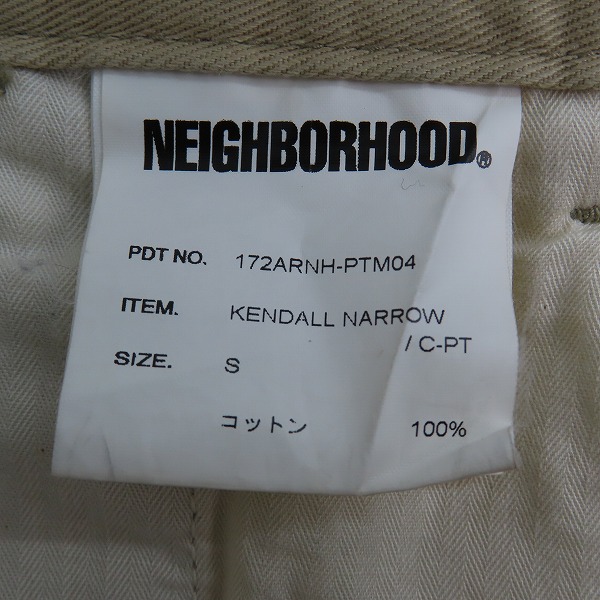 NEIGHBORHOOD®
PDT NO. 172ARNH-PTM04
ITEM. KENDALL NARROW
/ C-PT
SIZE. S
コットン 100%